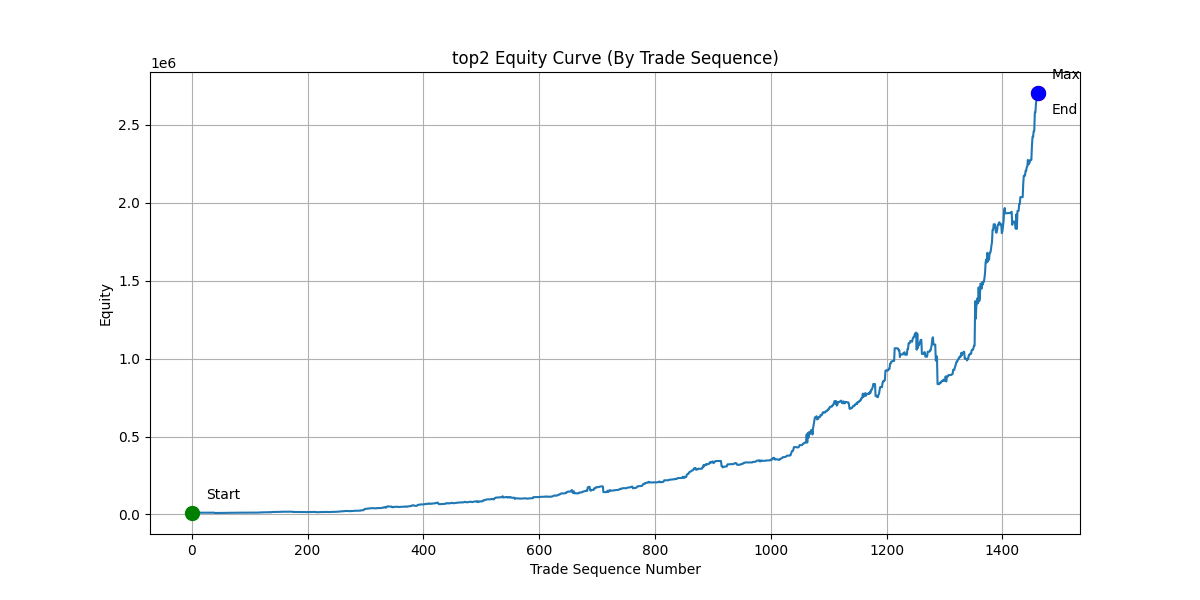 top2 Equity Curve (By Trade Sequence)
1e6
Max
End
2.5
2.0
1.5
1.0
0.5
0.0
Equity
Start
0 200 400 600 800 1000 1200 1400
Trade Sequence Number